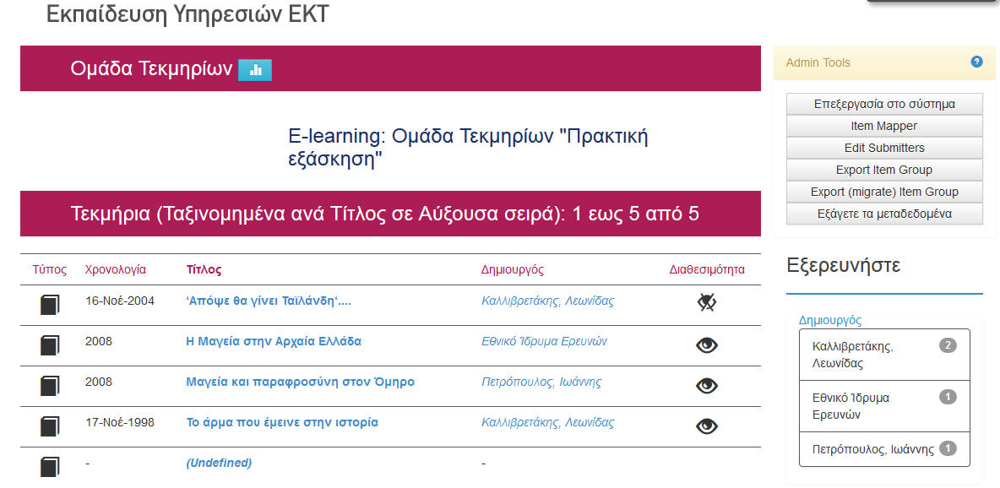 Εκπαίδευση Υπηρεσιών ΕΚΤ
Ομάδα Τεκμηρίων
E-learning: Ομάδα Τεκμηρίων "Πρακτική
εξάσκηση"
Τεκμήρια (Ταξινομημένα ανά Τίτλος σε Αύξουσα σειρά): 1 εως 5 από 5
Τύπος Χρονολογία Τίτλος Δημιουργός Διαθεσιμότητα
16-Νοέ-2004 ‘Απόψε θα γίνει Ταϊλάνδη‘.... Καλλιβρετάκης, Λεωνίδας
2008 Η Μαγεία στην Αρχαία Ελλάδα Εθνικό Ίδρυμα Ερευνών
2008 Μαγεία και παραφροσύνη στον Όμηρο Πετρόπουλος, Ιωάννης
17-Νοέ-1998 Το άρμα που έμεινε στην ιστορία Καλλιβρετάκης, Λεωνίδας
- (Undefined) -
Admin Tools ?
Επεξεργασία στο σύστημα
Item Mapper
Edit Submitters
Export Item Group
Export (migrate) Item Group
Εξάγετε τα μεταδεδομένα
Εξερευνήστε
Δημιουργός
Καλλιβρετάκης, 2
Λεωνίδας
Εθνικό Ίδρυμα 1
Ερευνών
Πετρόπουλος, Ιωάννης 1